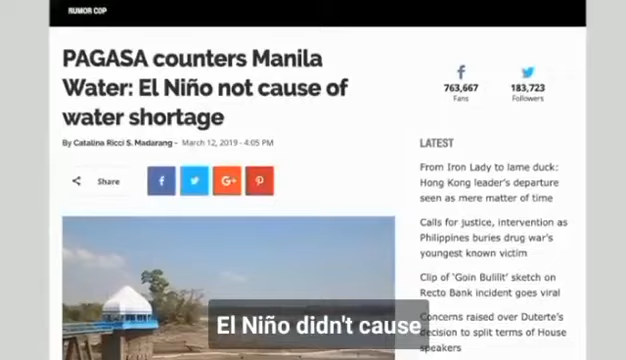 RUMOR COP
PAGASA counters Manila
Water: El Niño not cause of
water shortage
By Catalina Ricci S. Madarang - March 12, 2019 - 4:05 PM
Share
f
G+
f
763,667
Fans
183,723
Followers
LATEST
From Iron Lady to lame duck:
Hong Kong leader's departure
seen as mere matter of time
Calls for justice, intervention as
Philippines buries drug war's
youngest known victim
Clip of 'Goin Bulilit' sketch on
Recto Bank incident goes viral
Concerns raised over Duterte's
decision to split terms of House
speakers
El Niño didn't cause